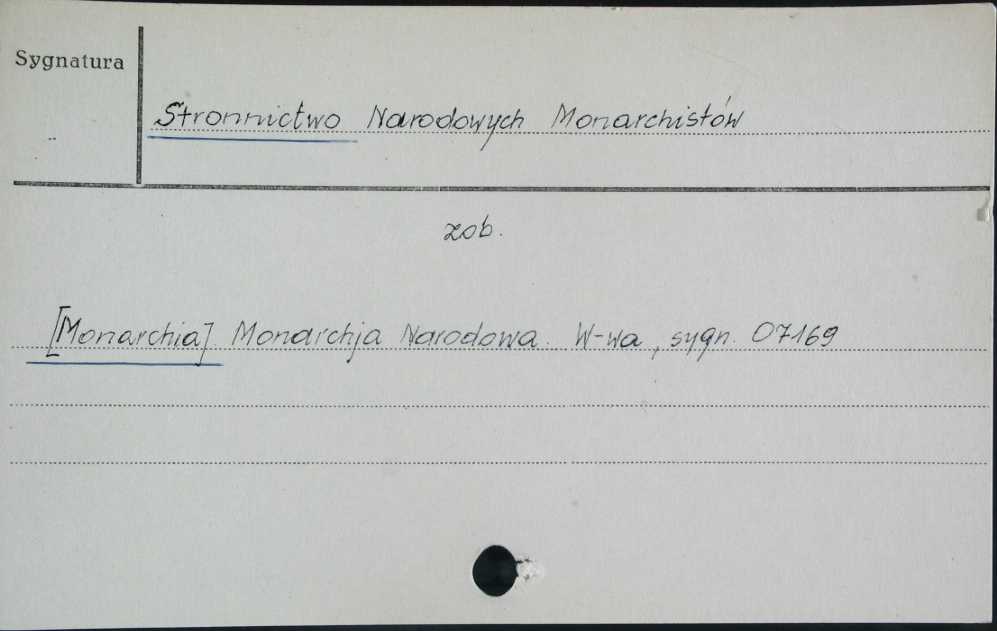 Sygnatura
Stronnictwo Narodowych Monarchistów
zob.
[Monarchia] Monarchja Narodowa. W-wa, sygn. 07169